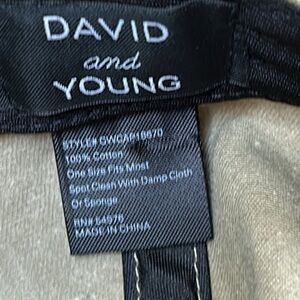 DAVID
and
YOUNG
STYLE# GWCAP18670
100% Cotton
One Size Fits Most
Spot Clean With Damp Cloth
Or Sponge
RN# 54976
MADE IN CHINA